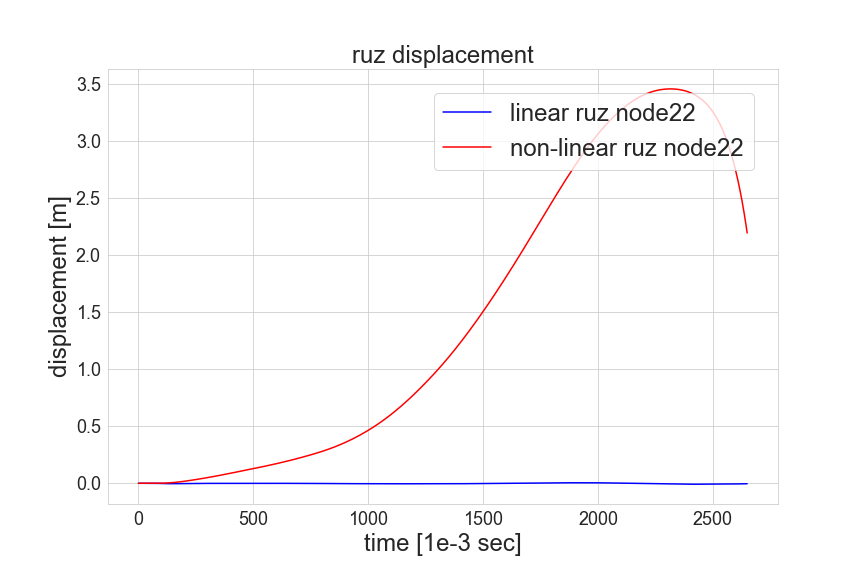 ruz displacement
linear ruz node22
non-linear ruz node22
displacement [m]
3.5
3.0
2.5
2.0
1.5
1.0
0.5
0.0
0 500 1000 1500 2000 2500
time [1e-3 sec]